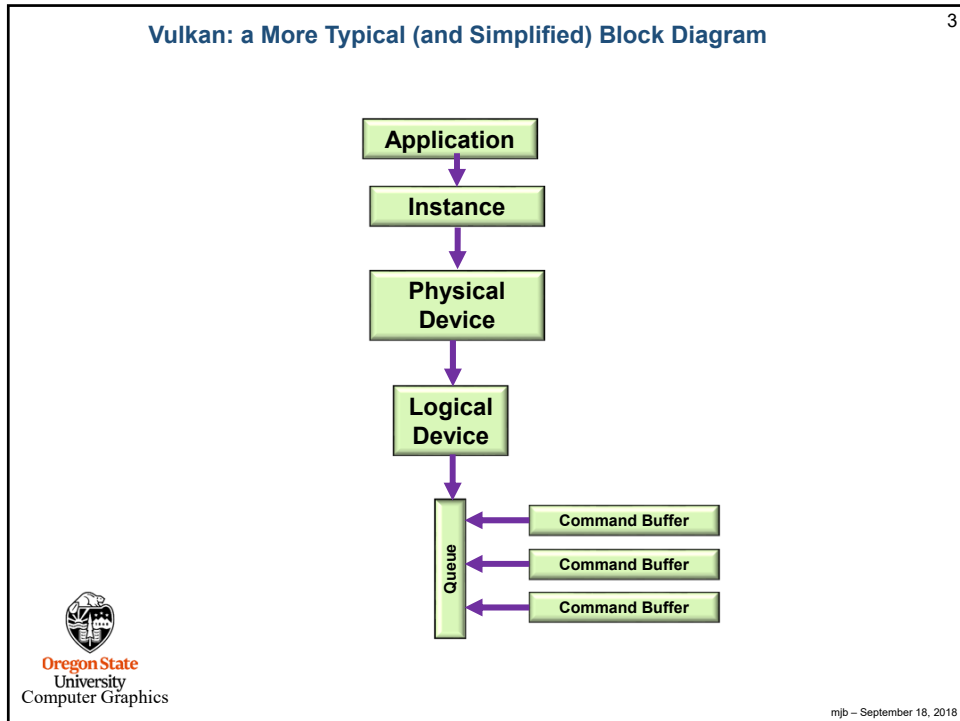 3
Vulkan: a More Typical (and Simplified) Block Diagram
Application
Instance
Physical
Device
Logical
Device
Queue
Command Buffer
Command Buffer
Command Buffer
Oregon State
University
Computer Graphics
mjb – September 18, 2018